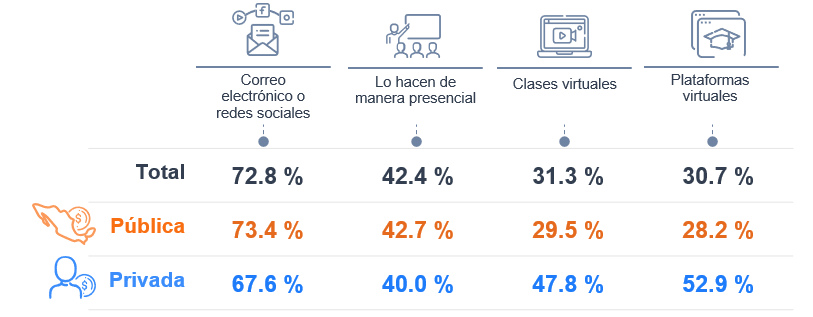 Correo
electrónico o
redes sociales
Lo hacen de
manera presencial
Clases virtuales
Plataformas
virtuales
Total 72.8 % 42.4 % 31.3 % 30.7 %
$ Pública 73.4 % 42.7 % 29.5 % 28.2 %
$ Privada 67.6 % 40.0 % 47.8 % 52.9 %